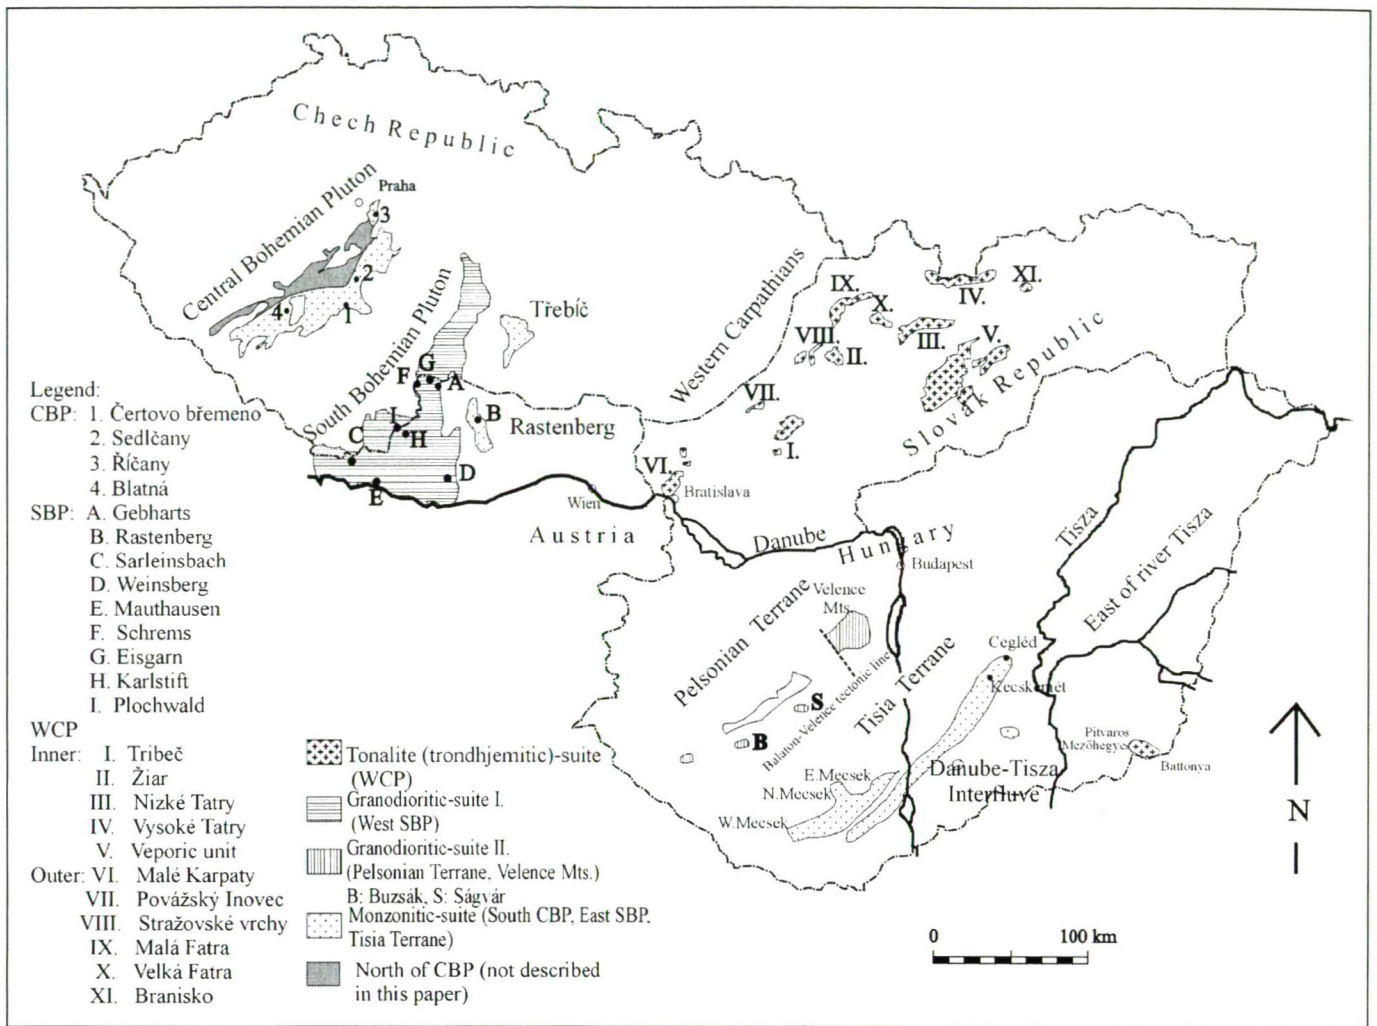 Chech Republic
Praha
Central Bohemian Pluton
3
2
1
4
South Bohemian Pluton
Třebíč
G
F
A
B
Rastenberg
I
H
C
D
E
Wien
Austria
Western Carpathians
IX.
X.
XI.
IV.
VIII.
II.
III.
V.
VII.
I.
VI.
Slovak Republic
Bratislava
Danube
Hungary
Budapest
Tisza
East of river Tisza
Velence
Mts.
Pelsonian Terrane
Tisia Terrane
Balaton-Velence tectonic line
S
B
Cegléd
Kecskemét
Pitvaros
Mezőhegyes
Battonya
Danube-Tisza
Interfluve
E.Mecsek
N.Mecsek
W.Mecsek
N
0 100 km
Legend:
CBP: 1. Čertovo břemeno
2. Sedlčany
3. Říčany
4. Blatná
SBP: A. Gebharts
B. Rastenberg
C. Sarleinsbach
D. Weinsberg
E. Mauthausen
F. Schrems
G. Eisgarn
H. Karlstift
I. Plochwald
WCP
Inner: I. Tribeč
II. Žiar
III. Nizké Tatry
IV. Vysoké Tatry
V. Veporic unit
Outer: VI. Malé Karpaty
VII. Považský Inovec
VIII. Stražovské vrchy
IX. Malá Fatra
X. Velká Fatra
XI. Branisko
Tonalite (trondhjemitic)-suite
(WCP)
Granodioritic-suite I.
(West SBP)
Granodioritic-suite II.
(Pelsonian Terrane, Velence Mts.)
B: Buzsák, S: Ságvár
Monzonitic-suite (South CBP, East SBP,
Tisia Terrane)
North of CBP (not described
in this paper)